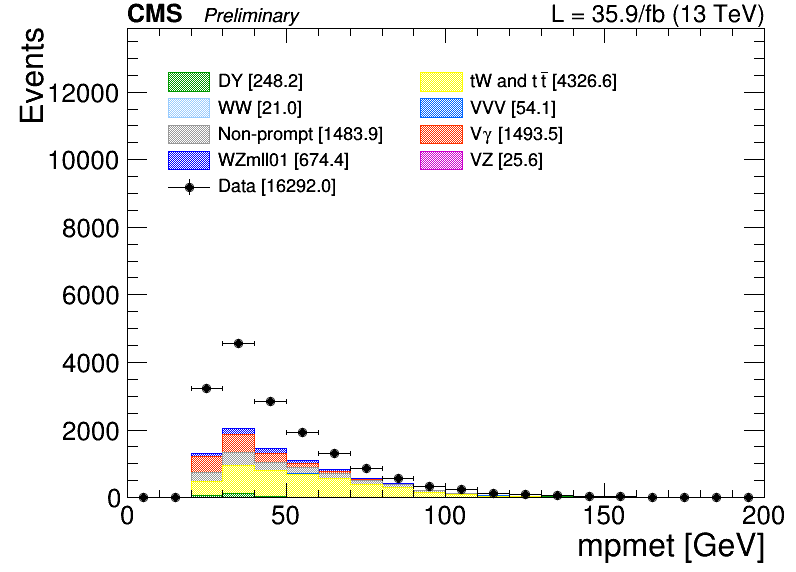 CMS Preliminary L = 35.9/fb (13 TeV)
Events
DY [248.2]
tW and t t̄ [4326.6]
WW [21.0]
VVV [54.1]
Non-prompt [1483.9]
Vγ [1493.5]
WZmll01 [674.4]
VZ [25.6]
Data [16292.0]
12000
10000
8000
6000
4000
2000
0
0 50 100 150 200
mpmet [GeV]